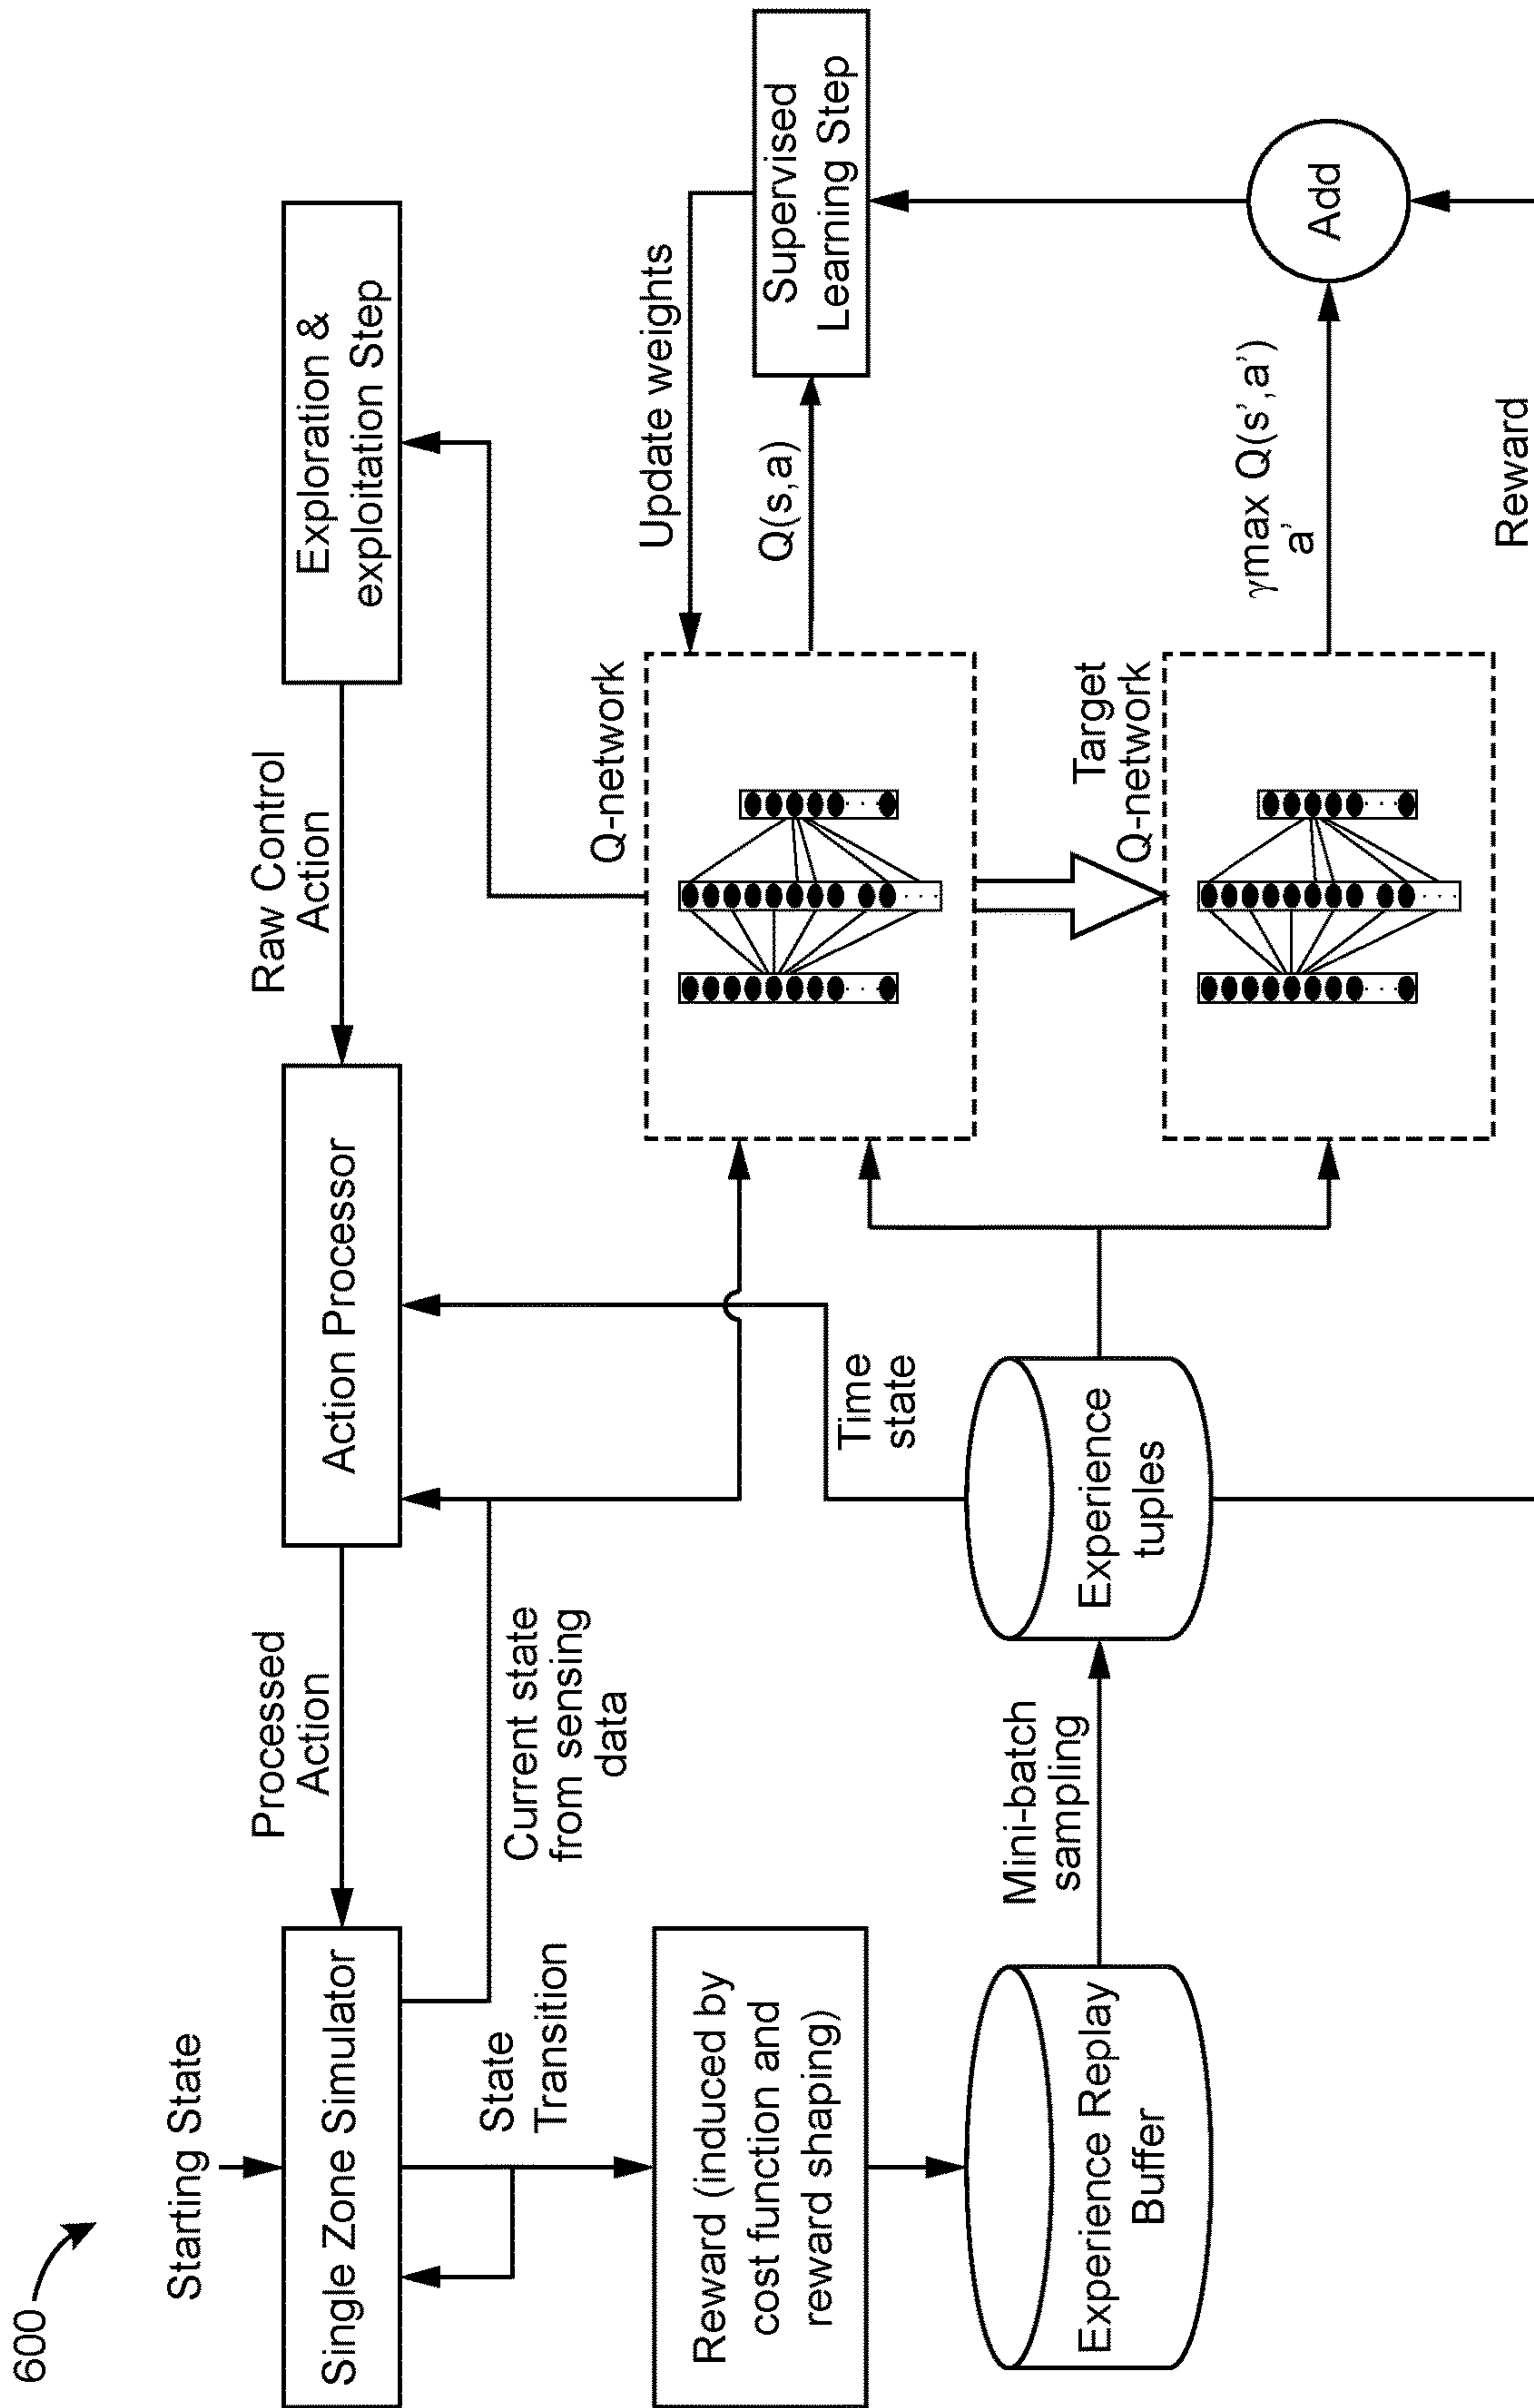 600
Starting State
Single Zone Simulator
Processed
Action
Action Processor
Raw Control
Action
Exploration &
exploitation Step
Current state
from sensing
data
State
Transition
Reward (induced by
cost function and
reward shaping)
Experience Replay
Buffer
Mini-batch
sampling
Experience
tuples
Time
state
Q-network
Update weights
Q(s,a)
Supervised
Learning Step
Target
Q-network
γmax Q(s',a')
a'
Add
Reward